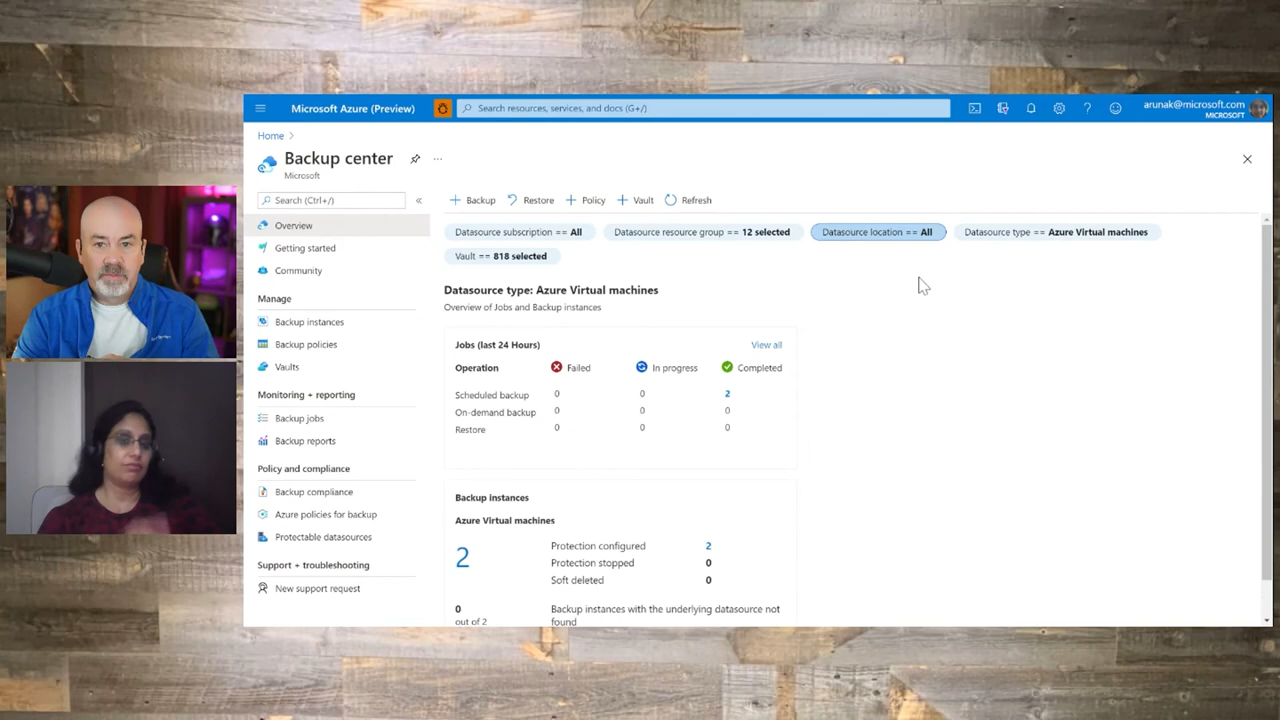 Microsoft Azure (Preview)
Search resources, services, and docs (G+/)
arunak@microsoft.com
MICROSOFT
Home
Backup center
Microsoft
Search (Ctrl+/)
Overview
Getting started
Community
Manage
Backup instances
Backup policies
Vaults
Monitoring + reporting
Backup jobs
Backup reports
Policy and compliance
Backup compliance
Azure policies for backup
Protectable datasources
Support + troubleshooting
New support request
+ Backup Restore + Policy + Vault Refresh
Datasource subscription == All Datasource resource group == 12 selected Datasource location == All Datasource type == Azure Virtual machines
Vault == 818 selected
Datasource type: Azure Virtual machines
Overview of Jobs and Backup instances
Jobs (last 24 Hours) View all
Operation Failed In progress Completed
Scheduled backup 0 0 2
On-demand backup 0 0 0
Restore 0 0 0
Backup instances
Azure Virtual machines
2
Protection configured 2
Protection stopped 0
Soft deleted 0
0
out of 2
Backup instances with the underlying datasource not
found